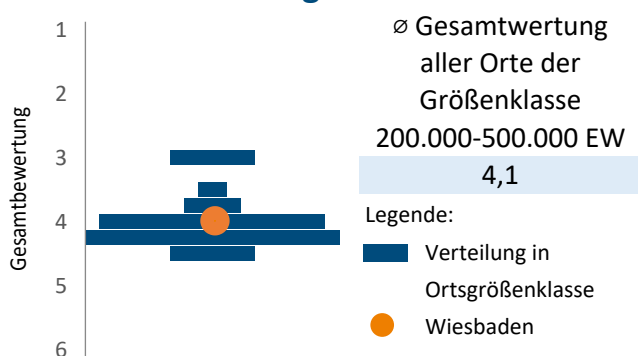 1
2
3
4
5
6
Gesamtbewertung
⌀ Gesamtwertung
aller Orte der
Größenklasse
200.000-500.000 EW
4,1
Legende:
Verteilung in
Ortsgrößenklasse
Wiesbaden